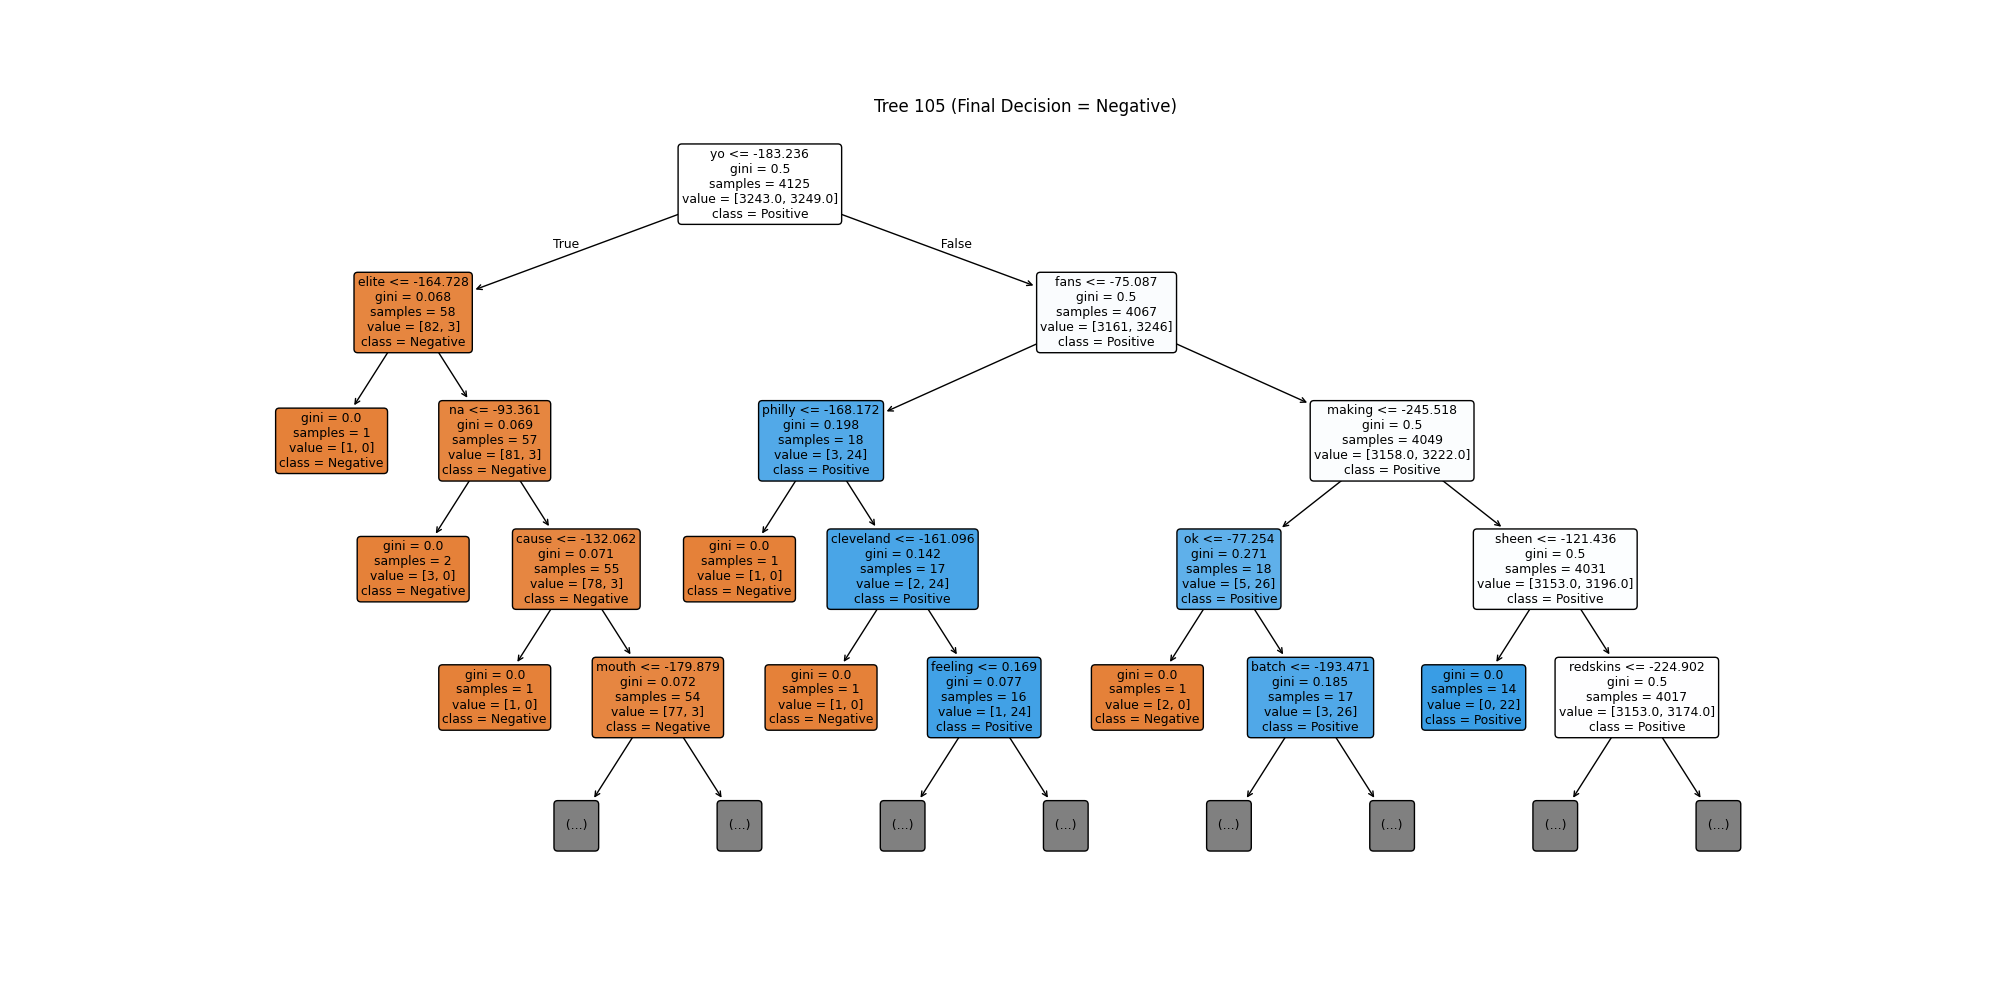 Tree 105 (Final Decision = Negative)
yo <= -183.236
gini = 0.5
samples = 4125
value = [3243.0, 3249.0]
class = Positive
True
False
elite <= -164.728
gini = 0.068
samples = 58
value = [82, 3]
class = Negative
fans <= -75.087
gini = 0.5
samples = 4067
value = [3161, 3246]
class = Positive
gini = 0.0
samples = 1
value = [1, 0]
class = Negative
na <= -93.361
gini = 0.069
samples = 57
value = [81, 3]
class = Negative
philly <= -168.172
gini = 0.198
samples = 18
value = [3, 24]
class = Positive
making <= -245.518
gini = 0.5
samples = 4049
value = [3158.0, 3222.0]
class = Positive
gini = 0.0
samples = 2
value = [3, 0]
class = Negative
cause <= -132.062
gini = 0.071
samples = 55
value = [78, 3]
class = Negative
gini = 0.0
samples = 1
value = [1, 0]
class = Negative
cleveland <= -161.096
gini = 0.142
samples = 17
value = [2, 24]
class = Positive
ok <= -77.254
gini = 0.271
samples = 18
value = [5, 26]
class = Positive
sheen <= -121.436
gini = 0.5
samples = 4031
value = [3153.0, 3196.0]
class = Positive
gini = 0.0
samples = 1
value = [1, 0]
class = Negative
mouth <= -179.879
gini = 0.072
samples = 54
value = [77, 3]
class = Negative
gini = 0.0
samples = 1
value = [1, 0]
class = Negative
feeling <= 0.169
gini = 0.077
samples = 16
value = [1, 24]
class = Positive
gini = 0.0
samples = 1
value = [2, 0]
class = Negative
batch <= -193.471
gini = 0.185
samples = 17
value = [3, 26]
class = Positive
gini = 0.0
samples = 14
value = [0, 22]
class = Positive
redskins <= -224.902
gini = 0.5
samples = 4017
value = [3153.0, 3174.0]
class = Positive
(...)
(...)
(...)
(...)
(...)
(...)
(...)
(...)